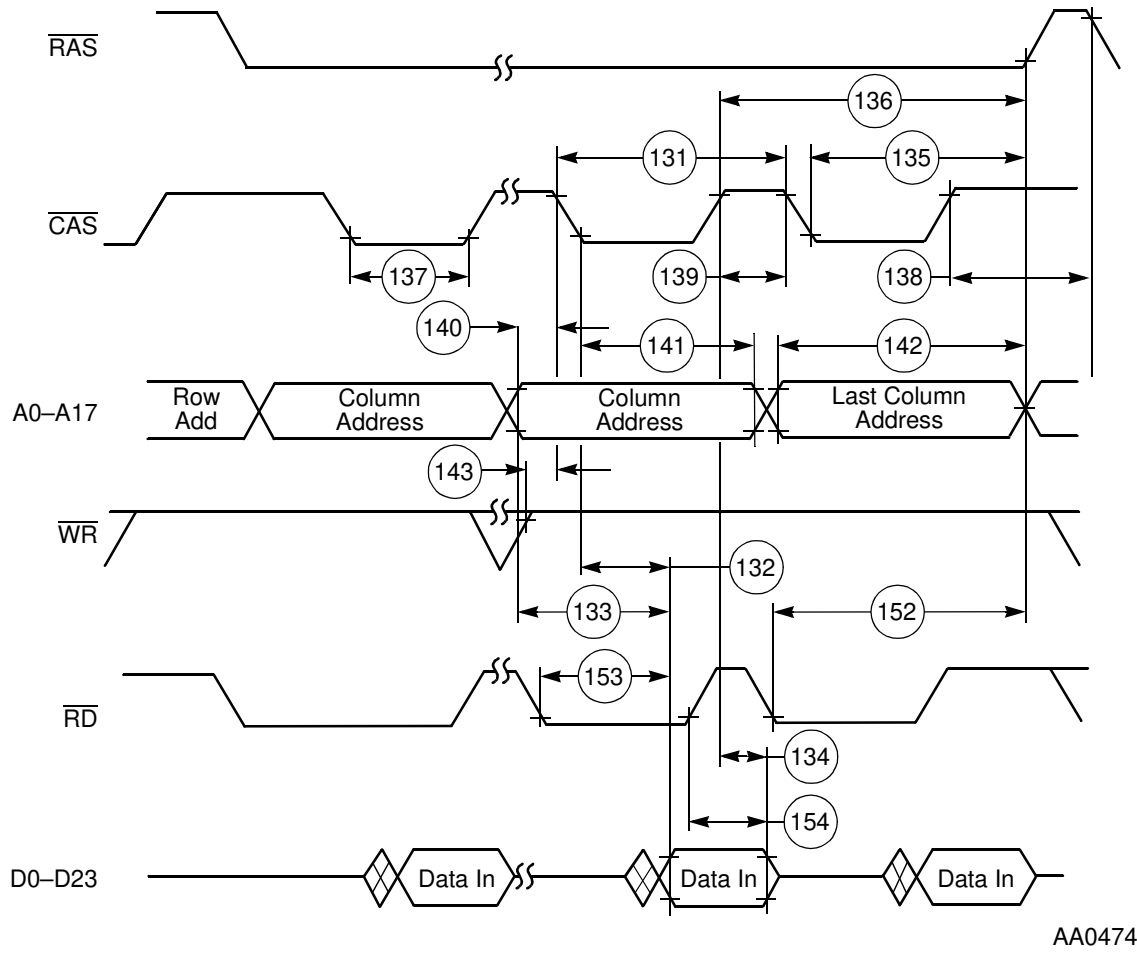 RAS
136
131
135
CAS
137
139
138
140
141
142
A0–A17
Row
Add
Column
Address
Column
Address
Last Column
Address
143
WR
132
133
152
153
RD
134
154
D0–D23
Data In
Data In
Data In
AA0474